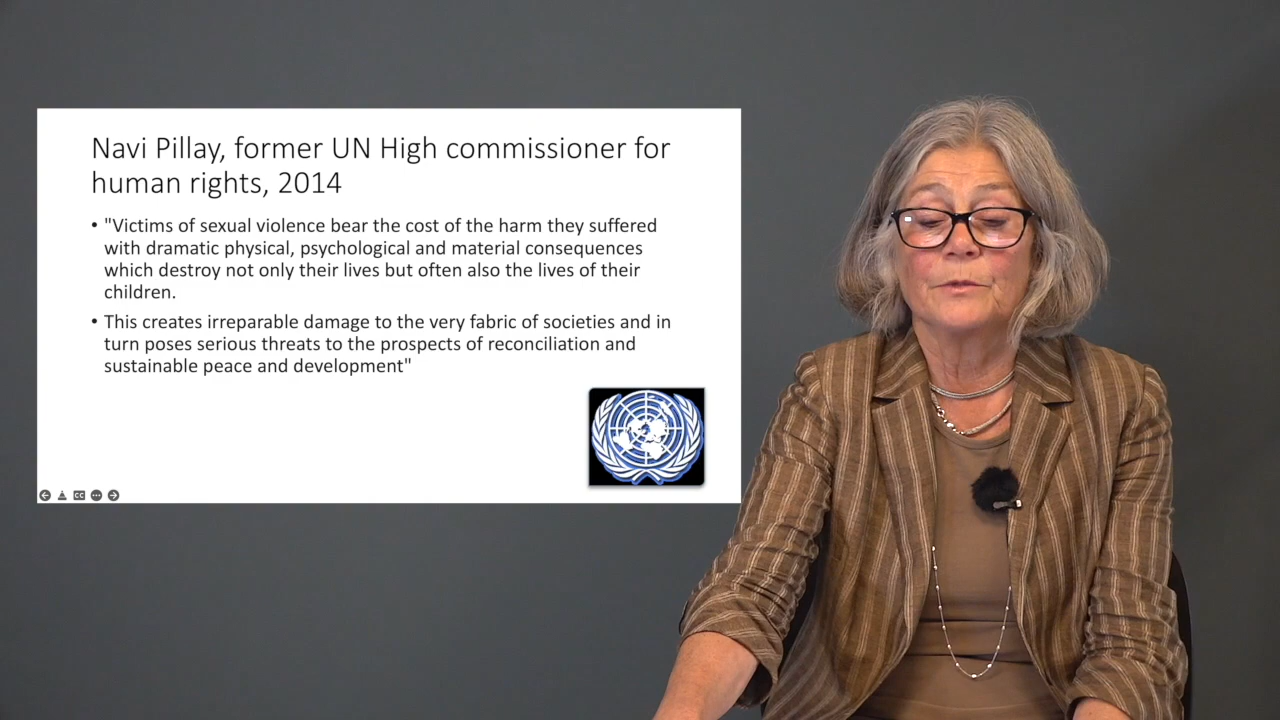 Navi Pillay, former UN High commissioner for
human rights, 2014
• "Victims of sexual violence bear the cost of the harm they suffered
with dramatic physical, psychological and material consequences
which destroy not only their lives but often also the lives of their
children.
• This creates irreparable damage to the very fabric of societies and in
turn poses serious threats to the prospects of reconciliation and
sustainable peace and development"
CC